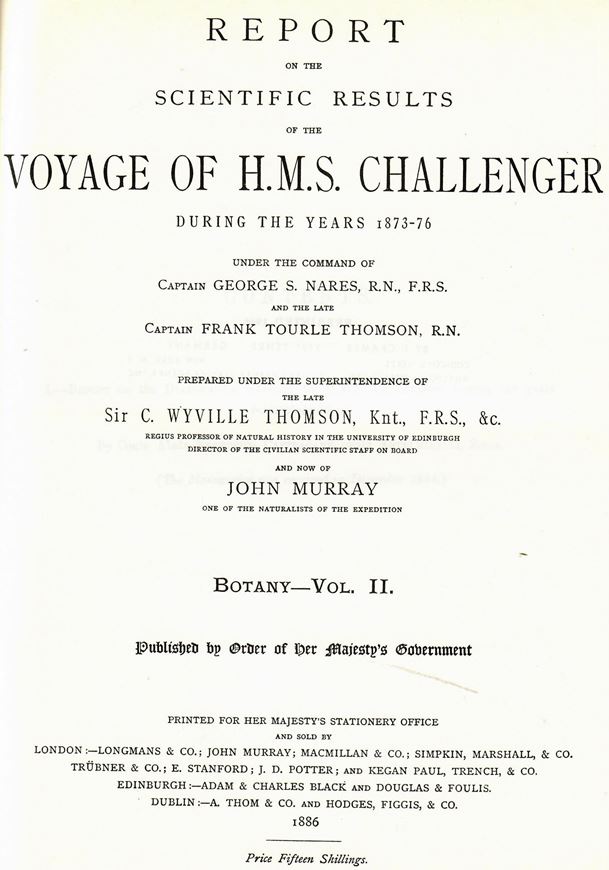 REPORT
ON THE
SCIENTIFIC RESULTS
OF THE
VOYAGE OF H.M.S. CHALLENGER
DURING THE YEARS 1873-76
UNDER THE COMMAND OF
CAPTAIN GEORGE S. NARES, R.N., F.R.S.
AND THE LATE
CAPTAIN FRANK TOURLE THOMSON, R.N.
PREPARED UNDER THE SUPERINTENDENCE OF
THE LATE
Sir C. WYVILLE THOMSON, Knt., F.R.S., &c.
REGIUS PROFESSOR OF NATURAL HISTORY IN THE UNIVERSITY OF EDINBURGH
DIRECTOR OF THE CIVILIAN SCIENTIFIC STAFF ON BOARD
AND NOW OF
JOHN MURRAY
ONE OF THE NATURALISTS OF THE EXPEDITION
BOTANY—VOL. II.
Published by Order of Her Majesty's Government
PRINTED FOR HER MAJESTY'S STATIONERY OFFICE
AND SOLD BY
LONDON:—LONGMANS & CO.; JOHN MURRAY; MACMILLAN & CO.; SIMPKIN, MARSHALL, & CO.
TRÜBNER & CO.; E. STANFORD; J. D. POTTER; AND KEGAN PAUL, TRENCH, & CO.
EDINBURGH:—ADAM & CHARLES BLACK AND DOUGLAS & FOULIS.
DUBLIN:—A. THOM & CO. AND HODGES, FIGGIS, & CO.
1886
Price Fifteen Shillings.